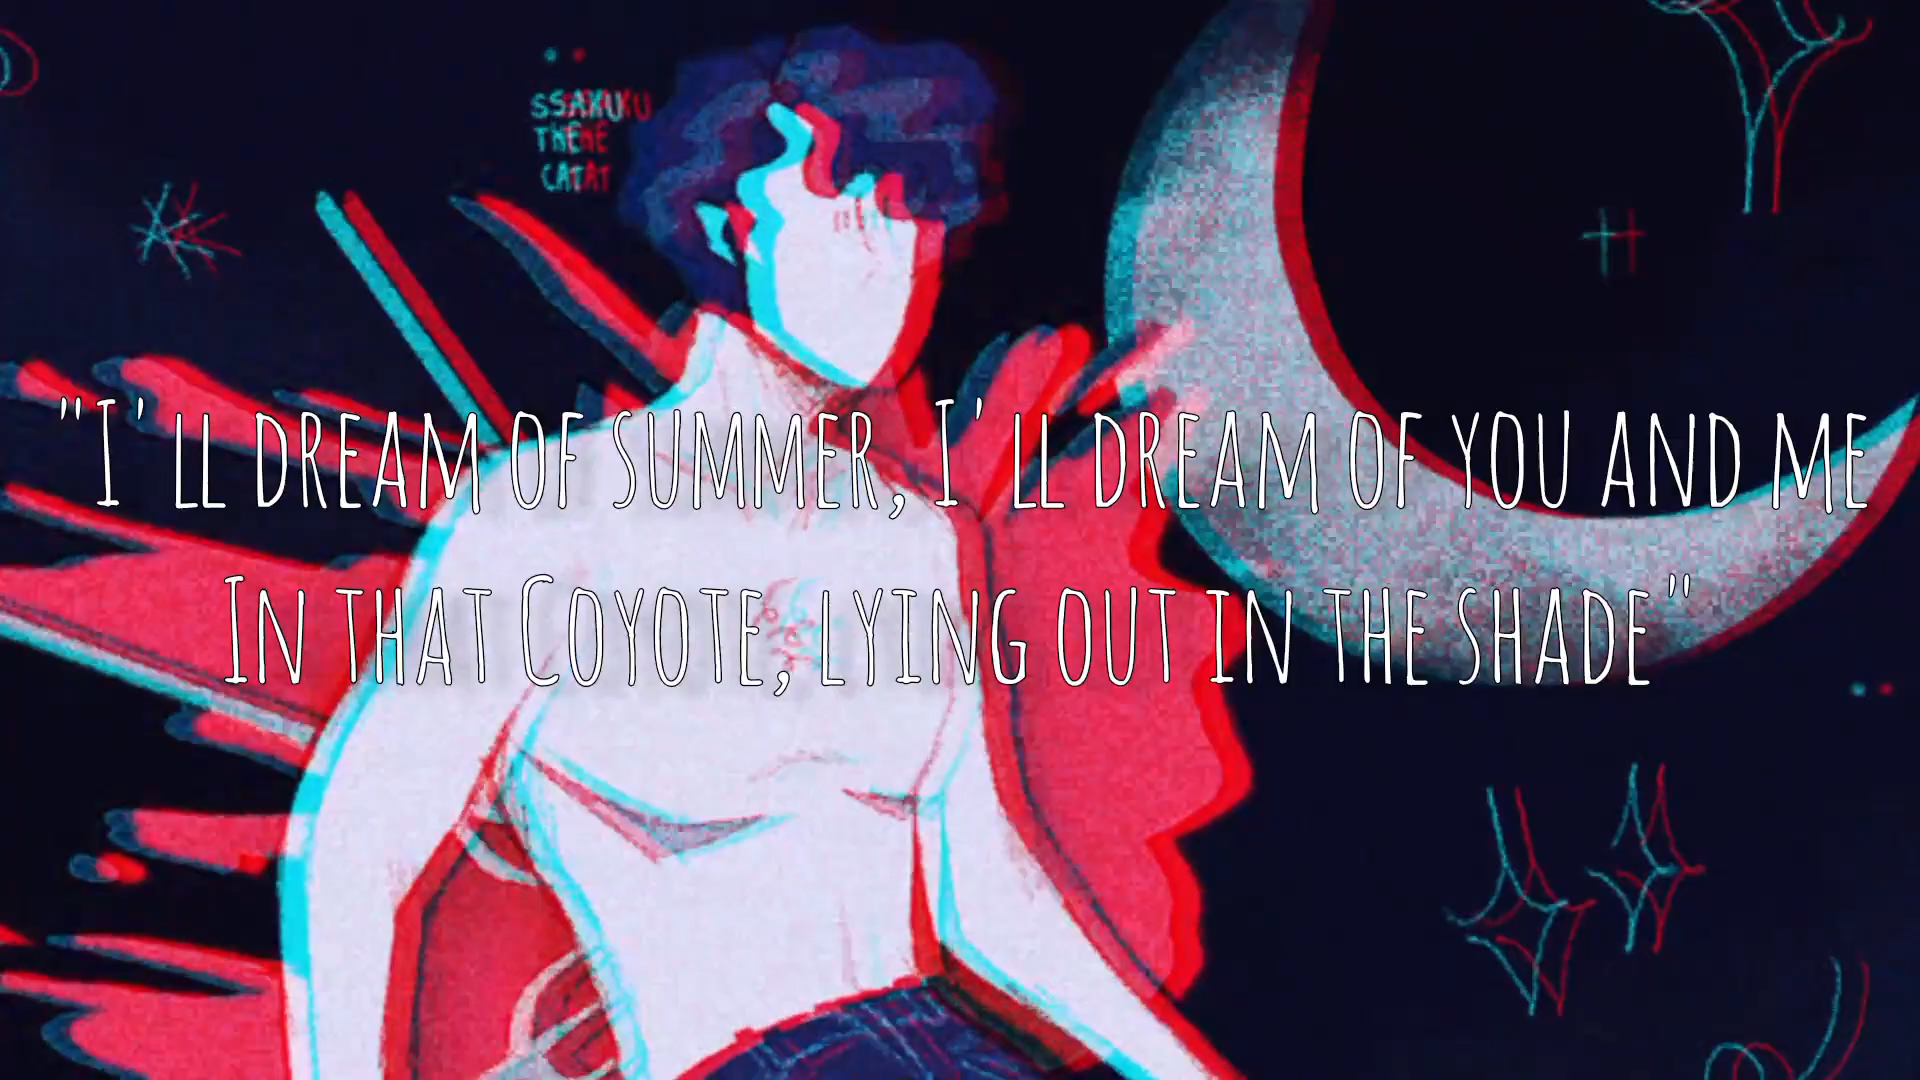 SSAKUKU
THE
CAT
"I'll dream of summer, I'll dream of you and me
In that Coyote, lying out in the shade"